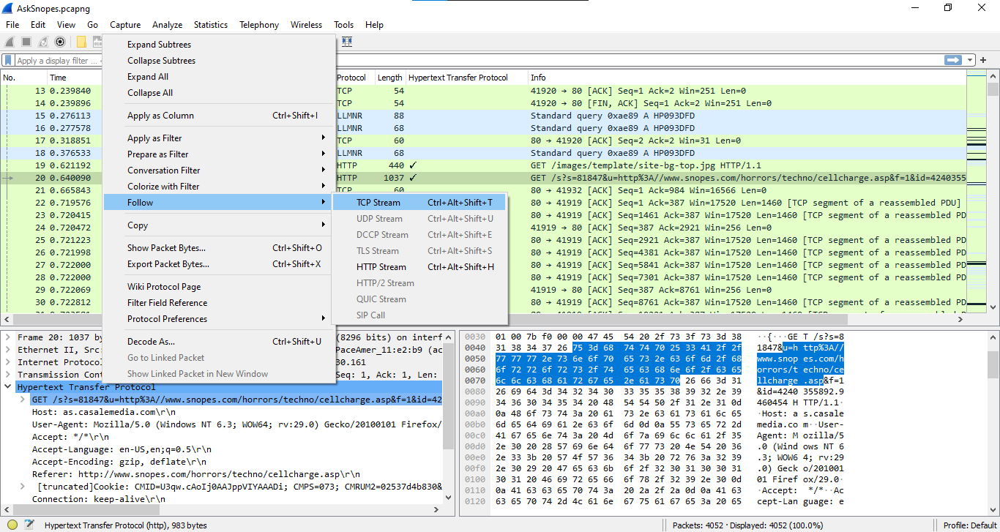 AskSnopes.pcapng
File Edit View Go Capture Analyze Statistics Telephony Wireless Tools Help
Apply a display filter ...
No. Time Protocol Length Hypertext Transfer Protocol Info
13 0.239840 TCP 54 41920 → 80 [ACK] Seq=1 Ack=2 Win=251 Len=0
14 0.239896 TCP 54 41920 → 80 [FIN, ACK] Seq=1 Ack=2 Win=251 Len=0
15 0.276113 LLMNR 88 Standard query 0xae89 A HP093DFD
16 0.277578 LLMNR 68 Standard query 0xae89 A HP093DFD
17 0.318851 TCP 60 80 → 41920 [ACK] Seq=2 Ack=2 Win=31 Len=0
18 0.376533 LLMNR 68 Standard query 0xae89 A HP093DFD
19 0.621192 HTTP 440 ✓ GET /images/template/site-bg-top.jpg HTTP/1.1
20 0.640090 HTTP 1037 ✓ GET /s?s=81847&u=http%3A//www.snopes.com/horrors/techno/cellcharge.asp&f=1&id=4240355
21 0.665843 TCP 60 80 → 41932 [ACK] Seq=1 Ack=984 Win=16566 Len=0
22 0.719576 80 → 41919 [ACK] Seq=1 Ack=387 Win=17520 Len=1460 [TCP segment of a reassembled PDU]
23 0.720415 80 → 41919 [ACK] Seq=1461 Ack=387 Win=17520 Len=1460 [TCP segment of a reassembled PD
24 0.720472 41919 → 80 [ACK] Seq=387 Ack=2921 Win=256 Len=0
25 0.721223 80 → 41919 [ACK] Seq=2921 Ack=387 Win=17520 Len=1460 [TCP segment of a reassembled PD
26 0.721998 80 → 41919 [ACK] Seq=4381 Ack=387 Win=17520 Len=1460 [TCP segment of a reassembled PD
27 0.722000 80 → 41919 [ACK] Seq=5841 Ack=387 Win=17520 Len=1460 [TCP segment of a reassembled PD
28 0.722000 80 → 41919 [ACK] Seq=7301 Ack=387 Win=17520 Len=1460 [TCP segment of a reassembled PD
29 0.722069 41919 → 80 [ACK] Seq=387 Ack=8761 Win=256 Len=0
30 0.722812 80 → 41919 [ACK] Seq=8761 Ack=387 Win=17520 Len=1460 [TCP segment of a reassembled PD
Expand Subtrees
Collapse Subtrees
Expand All
Collapse All
Apply as Column Ctrl+Shift+I
Apply as Filter
Prepare as Filter
Conversation Filter
Colorize with Filter
Follow
Copy
Show Packet Bytes... Ctrl+Shift+O
Export Packet Bytes... Ctrl+Shift+X
Wiki Protocol Page
Filter Field Reference
Protocol Preferences
Decode As... Ctrl+Shift+U
Go to Linked Packet
Show Linked Packet in New Window
TCP Stream Ctrl+Alt+Shift+T
UDP Stream Ctrl+Alt+Shift+U
DCCP Stream Ctrl+Alt+Shift+E
TLS Stream Ctrl+Alt+Shift+S
HTTP Stream Ctrl+Alt+Shift+H
HTTP/2 Stream
QUIC Stream
SIP Call
Frame 20: 1037 by (8296 bits) on interf
Ethernet II, Src: PaceAmer_11:e2:b9 (ac
Internet Protocol 30.161
Transmission Cont Seq: 1, Ack: 1, Len:
Hypertext Transfer Protocol
GET /s?s=81847&u=http%3A//www.snopes.com/horrors/techno/cellcharge.asp&f=1&id=42
Host: as.casalemedia.com\r\n
User-Agent: Mozilla/5.0 (Windows NT 6.3; WOW64; rv:29.0) Gecko/20100101 Firefox/
Accept: */*\r\n
Accept-Language: en-US,en;q=0.5\r\n
Accept-Encoding: gzip, deflate\r\n
Referer: http://www.snopes.com/horrors/techno/cellcharge.asp\r\n
[truncated]Cookie: CMID=U3qw.cAoIj0AAJppVIYAAADi; CMPS=073; CMRUM2=02537d4b830&
Connection: keep-alive\r\n
0030 01 00 7b f0 00 00 47 45 54 20 2f 73 3f 73 3d 38 ··{···GE T /s?s=8
0040 31 38 34 37 26 75 3d 68 74 74 70 25 33 41 2f 2f 1847&u=h ttp%3A//
0050 77 77 77 2e 73 6e 6f 70 65 73 2e 63 6f 6d 2f 68 www.snop es.com/h
0060 6f 72 72 6f 72 73 2f 74 65 63 68 6e 6f 2f 63 65 orrors/t echno/ce
0070 6c 6c 63 68 61 72 67 65 2e 61 73 70 26 66 3d 31 llcharge .asp&f=1
0080 26 69 64 3d 34 32 34 30 33 35 35 38 39 32 2e 39 &id=4240 355892.9
0090 34 36 30 34 35 34 20 48 54 54 50 2f 31 2e 31 0d 460454 H TTP/1.1·
00a0 0a 48 6f 73 74 3a 20 61 73 2e 63 61 73 61 6c 65 ·Host: a s.casale
00b0 6d 65 64 69 61 2e 63 6f 6d 0d 0a 55 73 65 72 2d media.co m··User-
00c0 41 67 65 6e 74 3a 20 4d 6f 7a 69 6c 6c 61 2f 35 Agent: M ozilla/5
00d0 2e 30 20 28 57 69 6e 64 6f 77 73 20 4e 54 20 36 .0 (Wind ows NT 6
00e0 2e 33 3b 20 57 4f 57 36 34 3b 20 72 76 3a 32 39 .3; WOW6 4; rv:29
00f0 2e 30 29 20 47 65 63 6b 6f 2f 32 30 31 30 30 31 .0) Geck o/201001
0100 30 31 20 46 69 72 65 66 6f 78 2f 32 39 2e 30 0d 01 Firef ox/29.0·
0110 0a 41 63 63 65 70 74 3a 20 2a 2f 2a 0d 0a 41 63 ·Accept: */*··Ac
0120 63 65 70 74 2d 4c 61 6e 67 75 61 67 65 3a 20 65 cept-Lan guage: e
Hypertext Transfer Protocol (http), 983 bytes Packets: 4052 · Displayed: 4052 (100.0%) Profile: Default